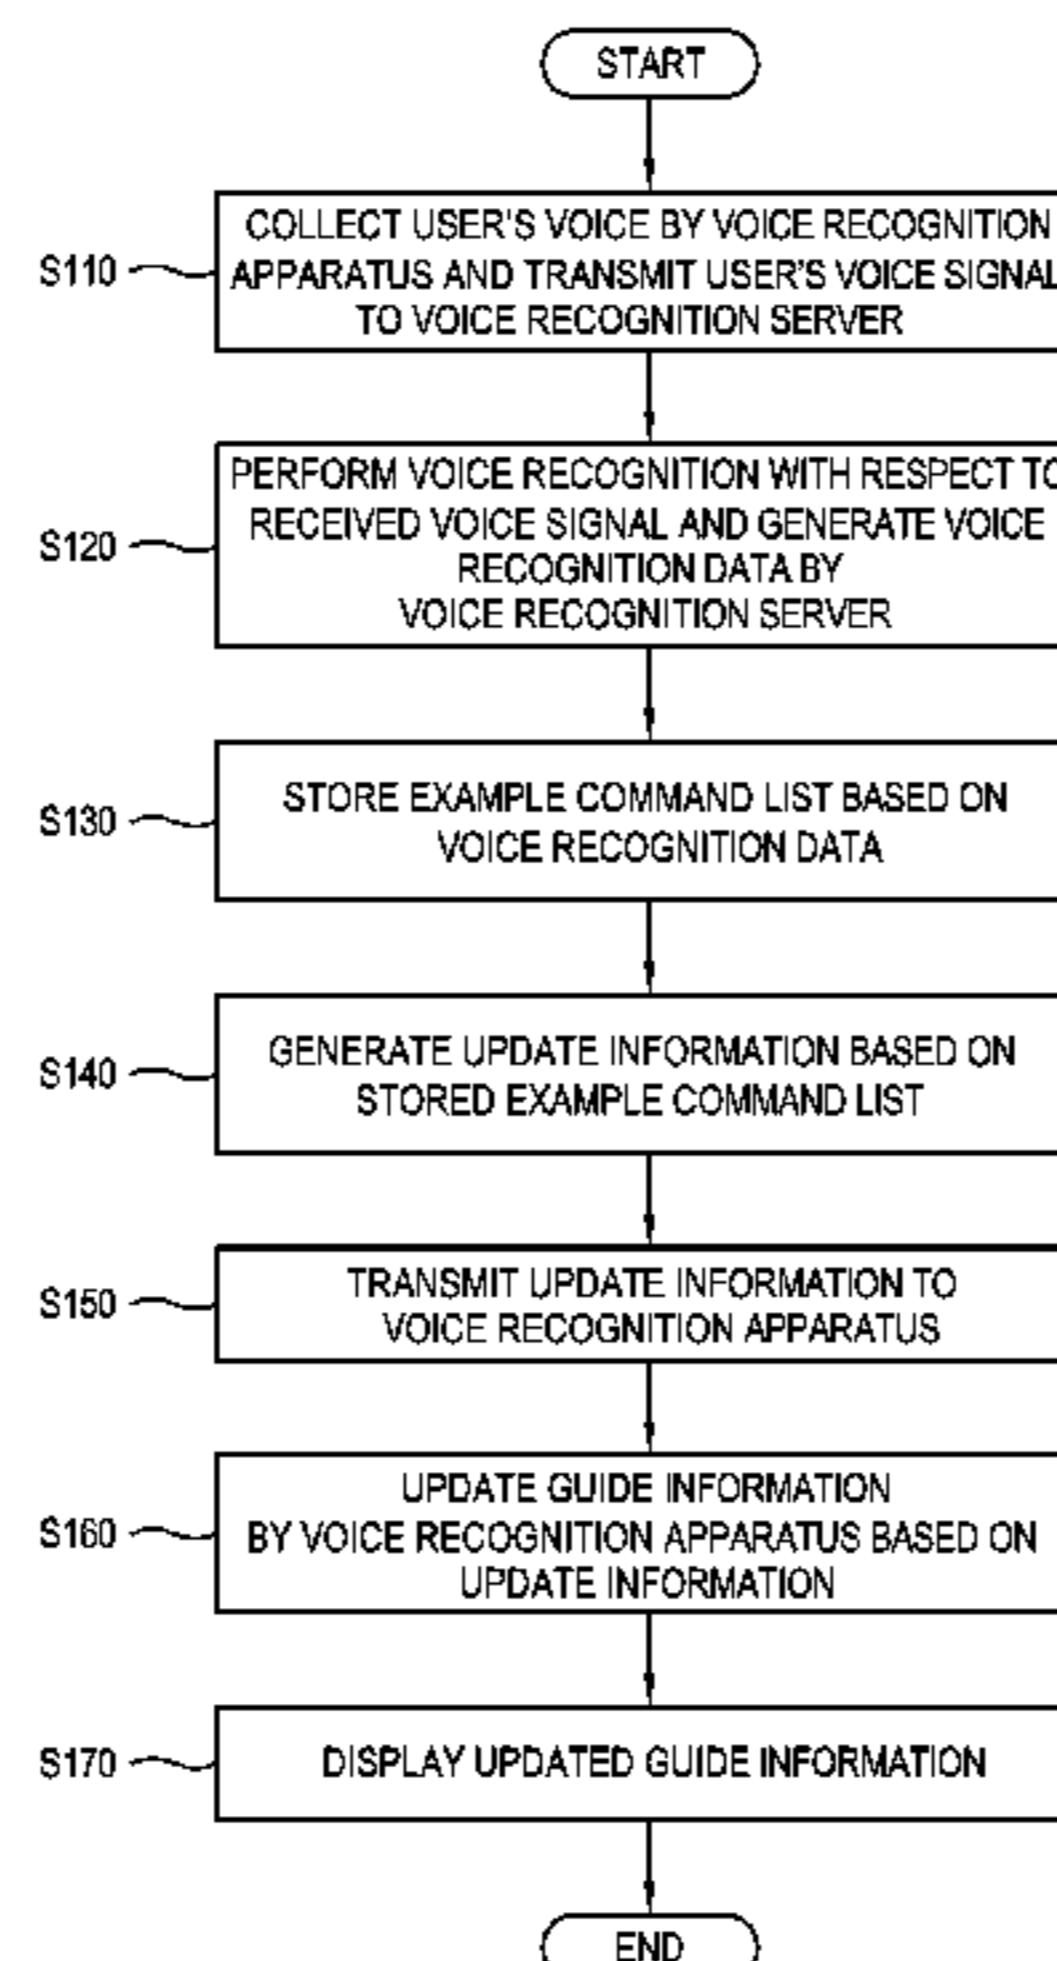 START
S110
COLLECT USER'S VOICE BY VOICE RECOGNITION
APPARATUS AND TRANSMIT USER'S VOICE SIGNAL
TO VOICE RECOGNITION SERVER
S120
PERFORM VOICE RECOGNITION WITH RESPECT TO
RECEIVED VOICE SIGNAL AND GENERATE VOICE
RECOGNITION DATA BY
VOICE RECOGNITION SERVER
S130
STORE EXAMPLE COMMAND LIST BASED ON
VOICE RECOGNITION DATA
S140
GENERATE UPDATE INFORMATION BASED ON
STORED EXAMPLE COMMAND LIST
S150
TRANSMIT UPDATE INFORMATION TO
VOICE RECOGNITION APPARATUS
S160
UPDATE GUIDE INFORMATION
BY VOICE RECOGNITION APPARATUS BASED ON
UPDATE INFORMATION
S170
DISPLAY UPDATED GUIDE INFORMATION
END